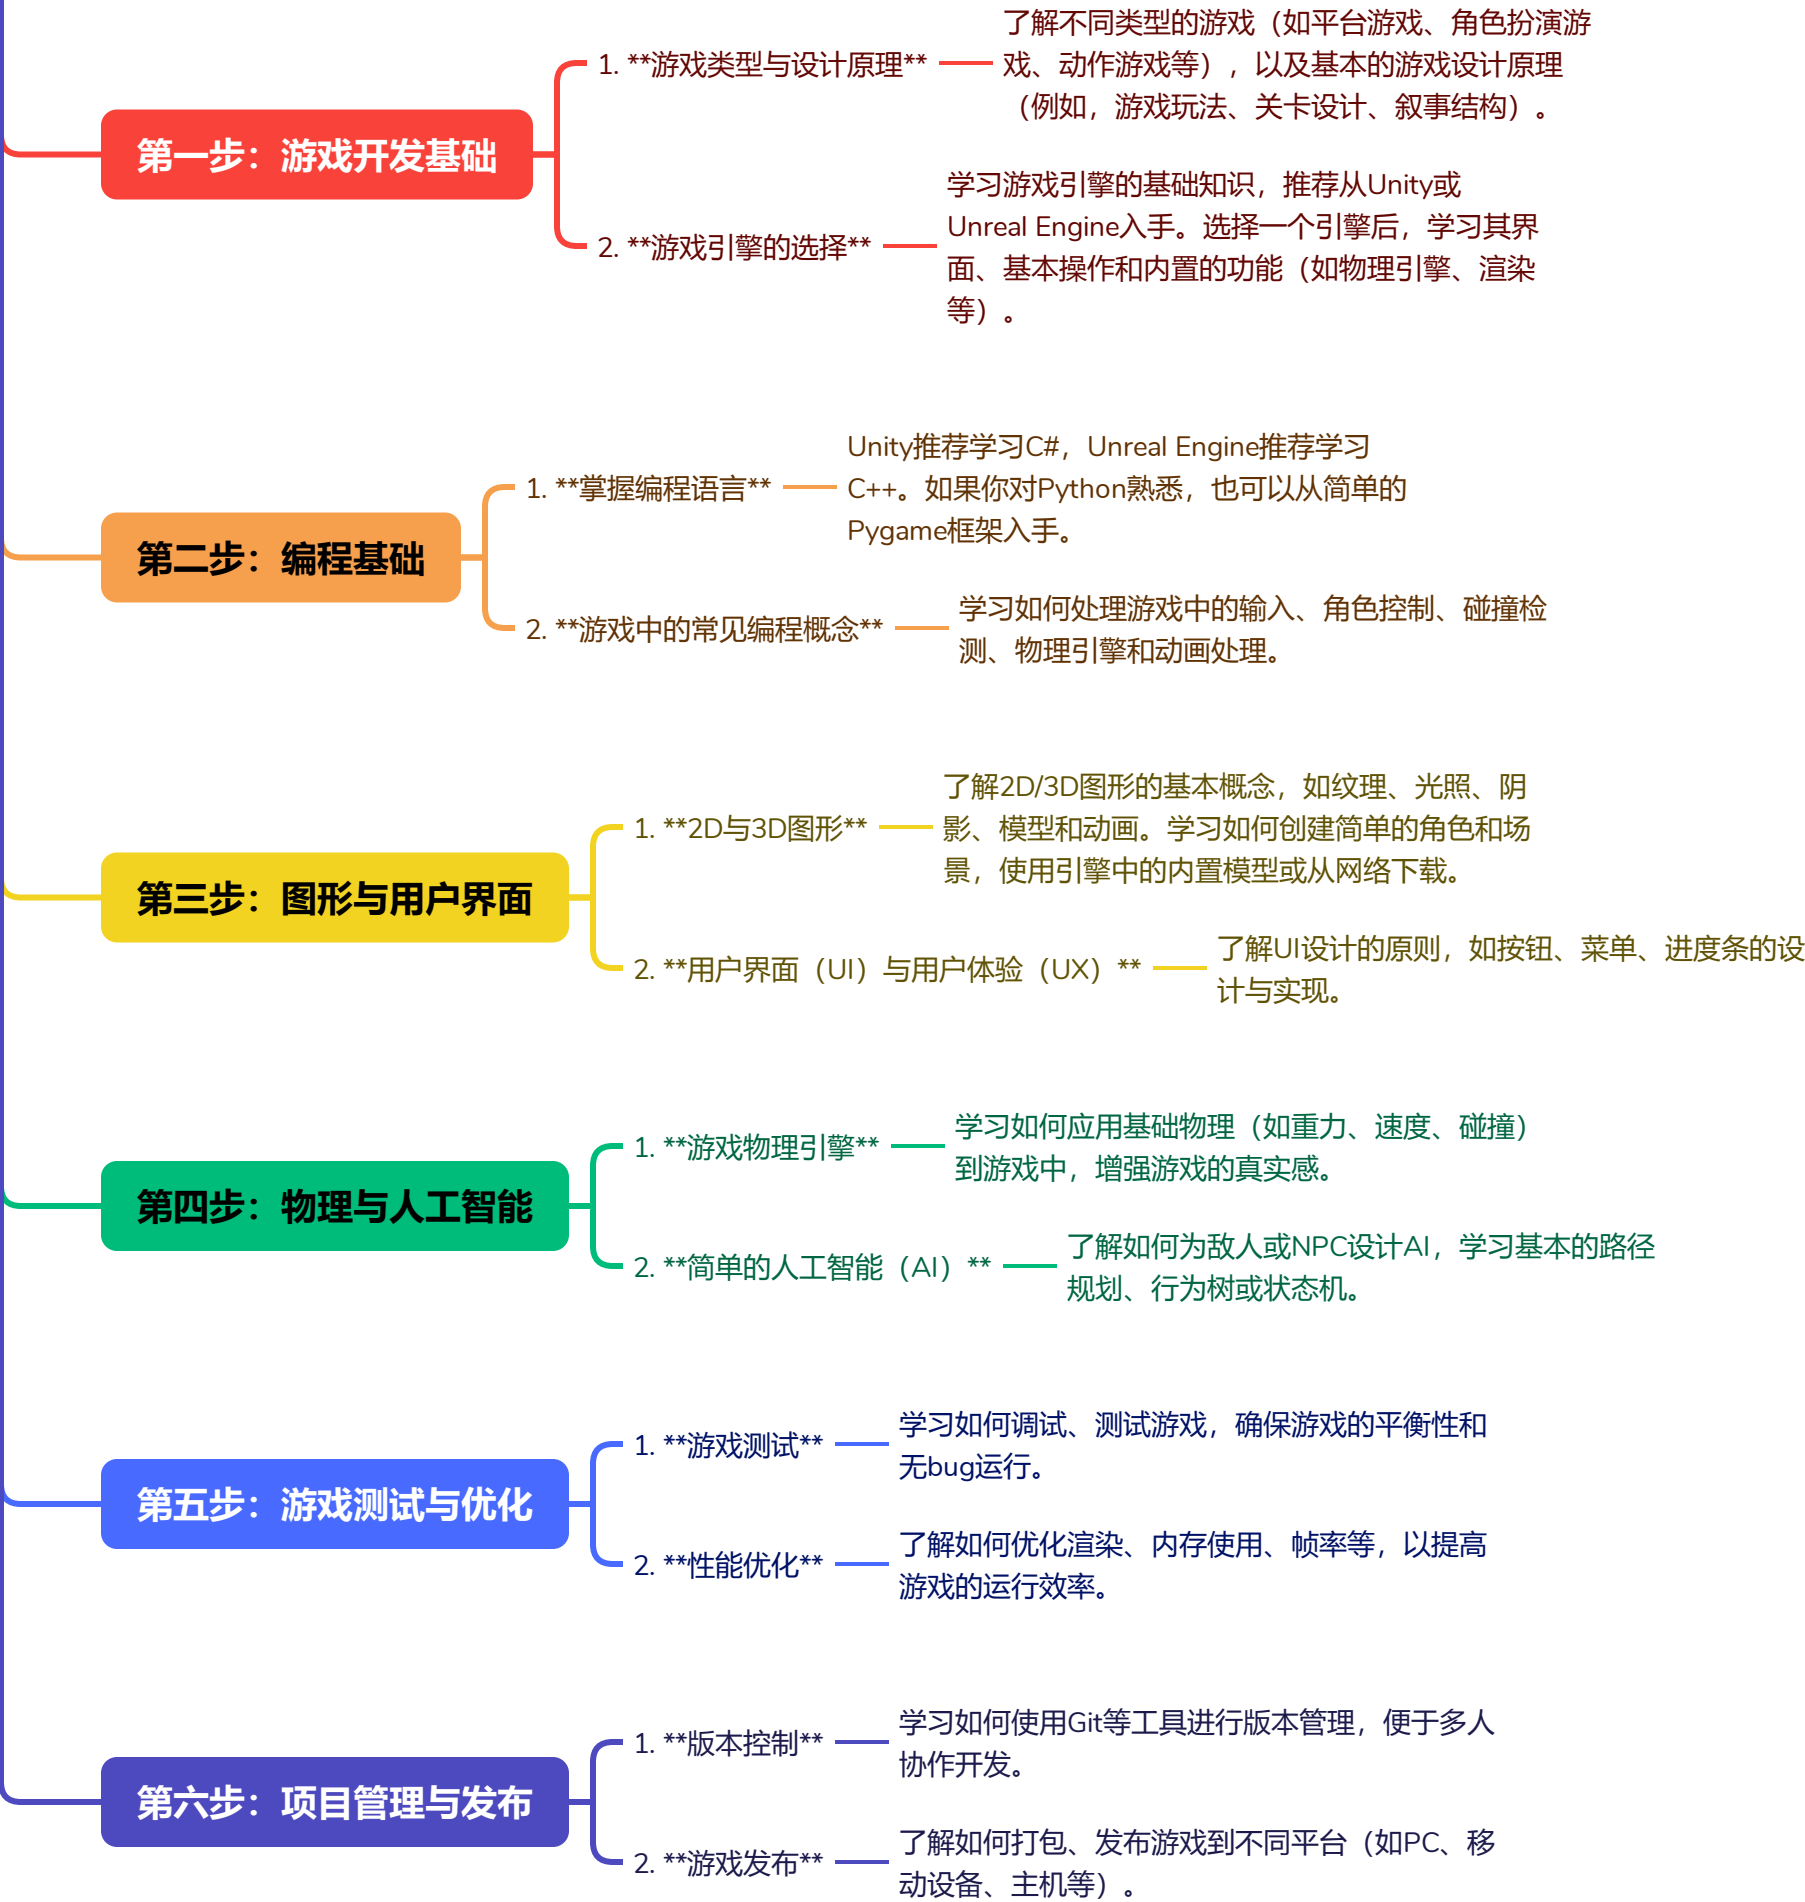 第一步：游戏开发基础
1. **游戏类型与设计原理**
了解不同类型的游戏（如平台游戏、角色扮演游
戏、动作游戏等），以及基本的游戏设计原理
（例如，游戏玩法、关卡设计、叙事结构）。
2. **游戏引擎的选择**
学习游戏引擎的基础知识，推荐从Unity或
Unreal Engine入手。选择一个引擎后，学习其界
面、基本操作和内置的功能（如物理引擎、渲染
等）。
第二步：编程基础
1. **掌握编程语言**
Unity推荐学习C#，Unreal Engine推荐学习
C++。如果你对Python熟悉，也可以从简单的
Pygame框架入手。
2. **游戏中的常见编程概念**
学习如何处理游戏中的输入、角色控制、碰撞检
测、物理引擎和动画处理。
第三步：图形与用户界面
1. **2D与3D图形**
了解2D/3D图形的基本概念，如纹理、光照、阴
影、模型和动画。学习如何创建简单的角色和场
景，使用引擎中的内置模型或从网络下载。
2. **用户界面（UI）与用户体验（UX）**
了解UI设计的原则，如按钮、菜单、进度条的设
计与实现。
第四步：物理与人工智能
1. **游戏物理引擎**
学习如何应用基础物理（如重力、速度、碰撞）
到游戏中，增强游戏的真实感。
2. **简单的人工智能（AI）**
了解如何为敌人或NPC设计AI，学习基本的路径
规划、行为树或状态机。
第五步：游戏测试与优化
1. **游戏测试**
学习如何调试、测试游戏，确保游戏的平衡性和
无bug运行。
2. **性能优化**
了解如何优化渲染、内存使用、帧率等，以提高
游戏的运行效率。
第六步：项目管理与发布
1. **版本控制**
学习如何使用Git等工具进行版本管理，便于多人
协作开发。
2. **游戏发布**
了解如何打包、发布游戏到不同平台（如PC、移
动设备、主机等）。